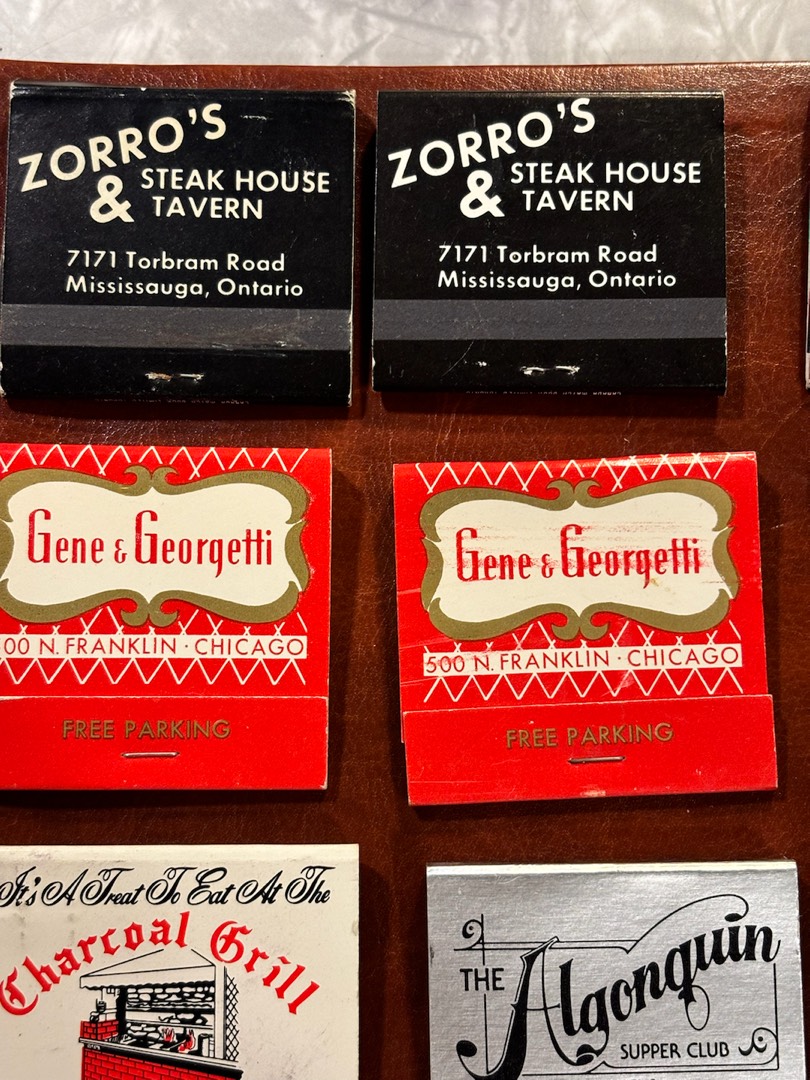 ZORRO'S
& STEAK HOUSE
TAVERN
7171 Torbram Road
Mississauga, Ontario
ZORRO'S
& STEAK HOUSE
TAVERN
7171 Torbram Road
Mississauga, Ontario
Gene & Georgetti
00 N. FRANKLIN · CHICAGO
FREE PARKING
Gene & Georgetti
500 N. FRANKLIN · CHICAGO
FREE PARKING
It's A Treat To Eat At The
Charcoal Grill
THE Algonquin
SUPPER CLUB